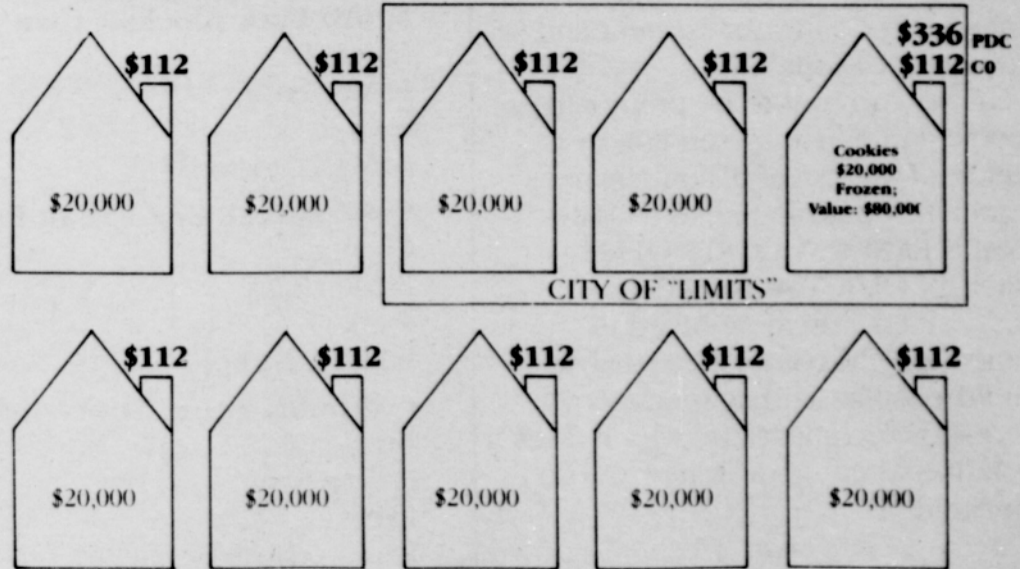 $336 PDC
$112 $112 $112 $112 $112 CO
Cookies
$20,000
Frozen;
$20,000 $20,000 $20,000 $20,000 Value: $80,00
CITY OF "LIMITS"
$112 $112 $112 $112 $112
$20,000 $20,000 $20,000 $20,000 $20,000